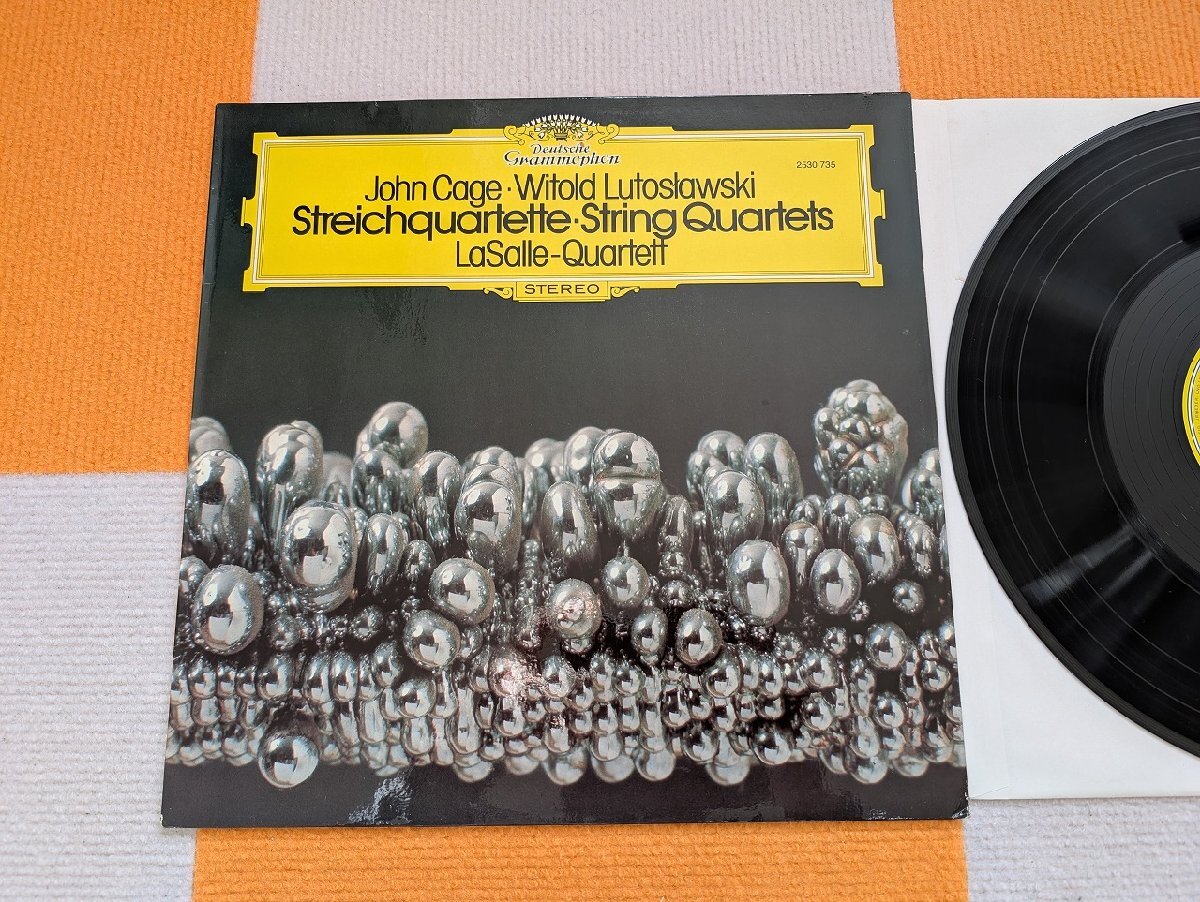 Deutsche
Grammophon
2530 735
John Cage · Witold Lutosławski
Streichquartette · String Quartets
LaSalle-Quartett
STEREO